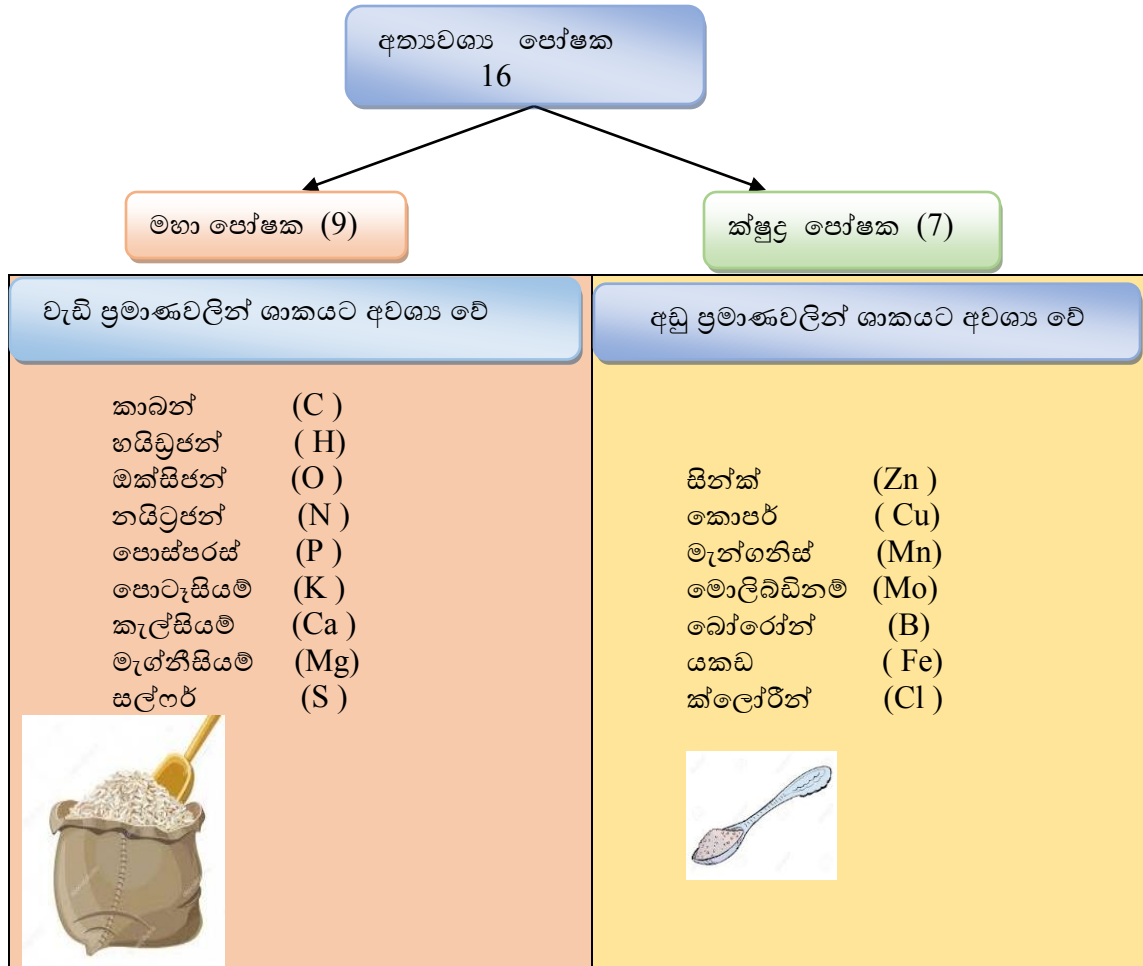 අත්‍යවශ්‍ය පෝෂක
16
මහා පෝෂක (9)
ක්ෂුද්‍ර පෝෂක (7)
වැඩි ප්‍රමාණවලින් ශාකයට අවශ්‍ය වේ
කාබන් (C )
හයිඩ්‍රජන් ( H)
ඔක්සිජන් (O )
නයිට්‍රජන් (N )
පොස්පරස් (P )
පොටෑසියම් (K )
කැල්සියම් (Ca )
මැග්නීසියම් (Mg)
සල්ෆර් (S )
අඩු ප්‍රමාණවලින් ශාකයට අවශ්‍ය වේ
සින්ක් (Zn )
කොපර් ( Cu)
මැන්ගනිස් (Mn)
මොලිබ්ඩිනම් (Mo)
බෝරෝන් (B)
යකඩ ( Fe)
ක්ලෝරීන් (Cl )